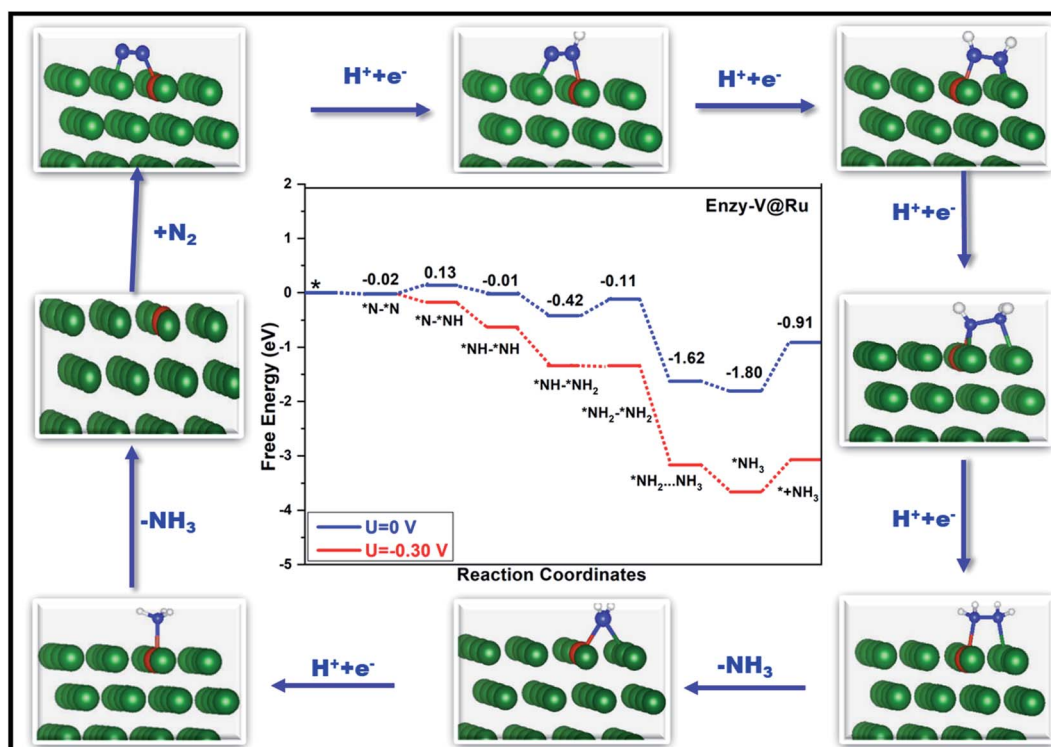 H⁺+e⁻
H⁺+e⁻
H⁺+e⁻
H⁺+e⁻
-NH₃
H⁺+e⁻
-NH₃
+N₂
Enzy-V@Ru
Free Energy (eV)
2
1
0
-1
-2
-3
-4
-5
*
-0.02
0.13
-0.01
-0.42
-0.11
-1.62
-1.80
-0.91
*N-*N
*N-*NH
*NH-*NH
*NH-*NH₂
*NH₂-*NH₂
*NH₂...NH₃
*NH₃
*+NH₃
U=0 V
U=-0.30 V
Reaction Coordinates